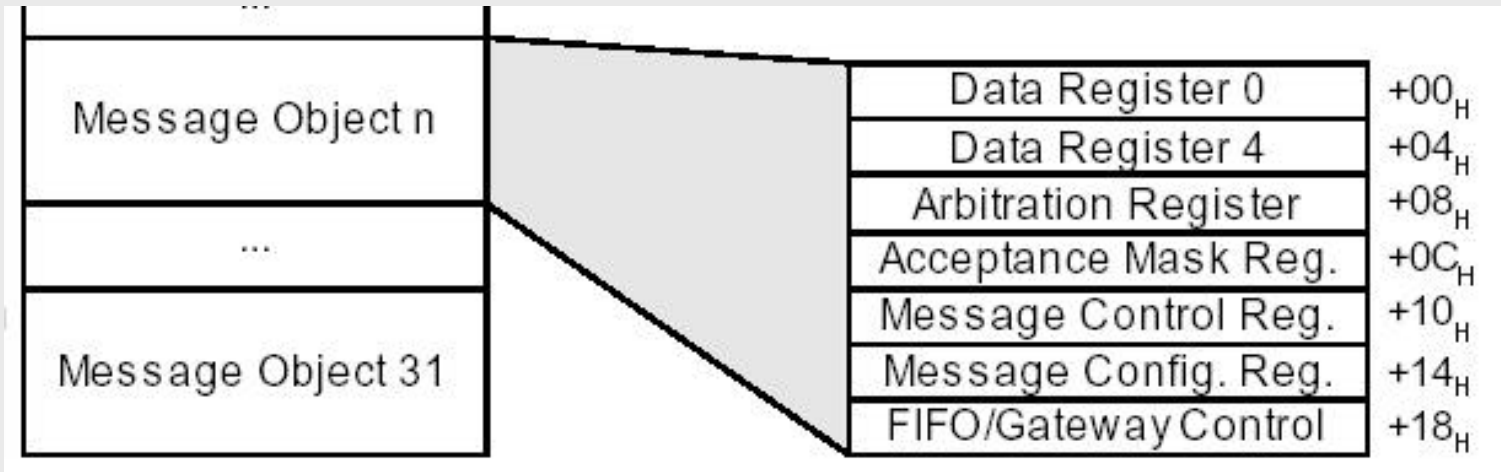 ...
Message Object n
...
Message Object 31
Data Register 0 +00H
Data Register 4 +04H
Arbitration Register +08H
Acceptance Mask Reg. +0CH
Message Control Reg. +10H
Message Config. Reg. +14H
FIFO/Gateway Control +18H